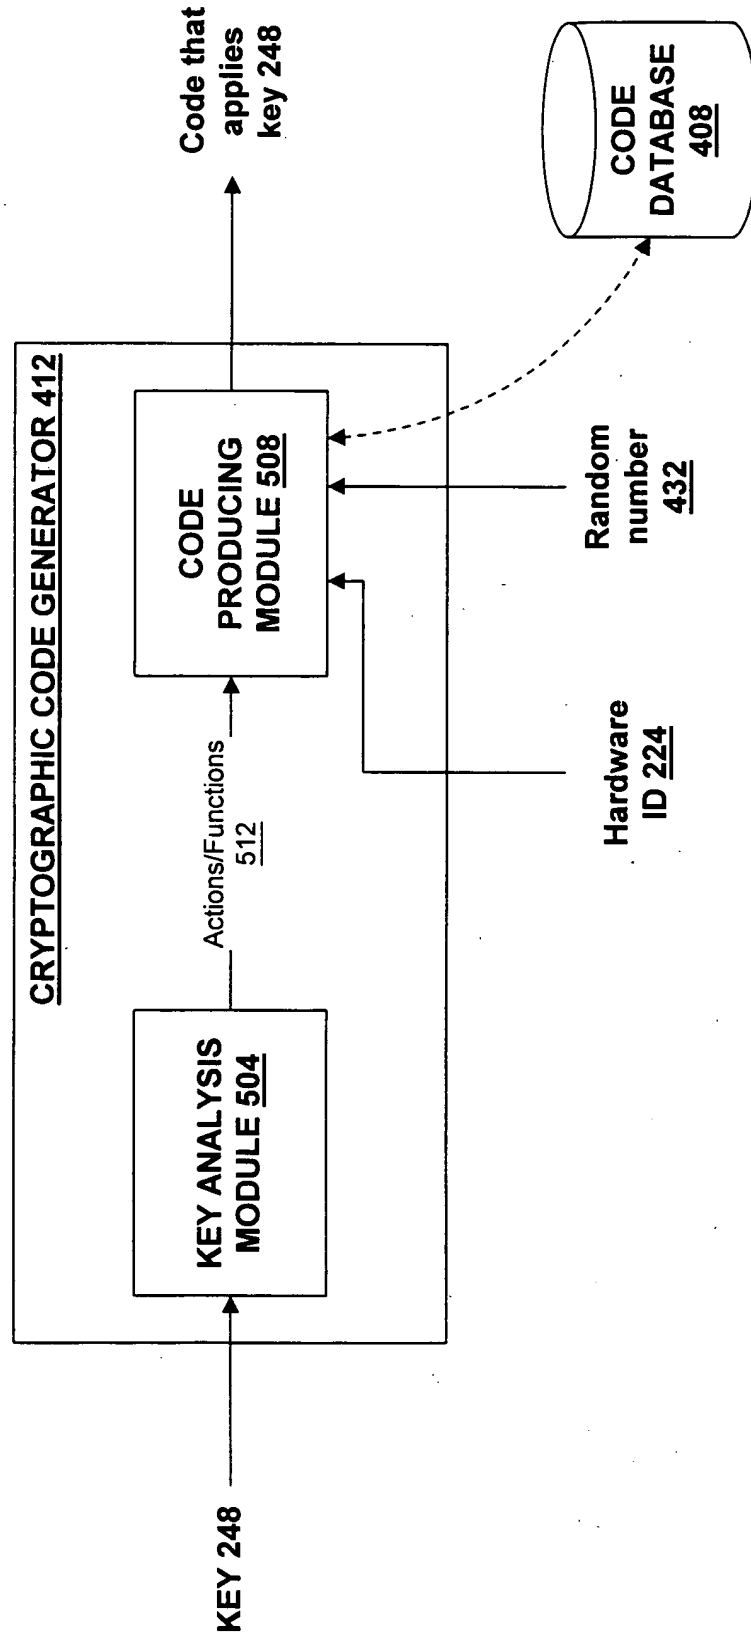 CRYPTOGRAPHIC CODE GENERATOR 412
KEY 248
KEY ANALYSIS
MODULE 504
Actions/Functions
512
CODE
PRODUCING
MODULE 508
Code that
applies
key 248
Hardware
ID 224
Random
number
432
CODE
DATABASE
408